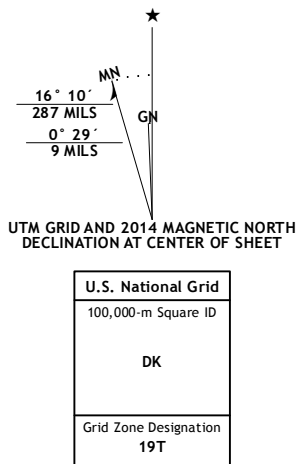 ★
MN
16° 10´
287 MILS
GN
0° 29´
9 MILS
UTM GRID AND 2014 MAGNETIC NORTH
DECLINATION AT CENTER OF SHEET
U.S. National Grid
100,000-m Square ID
DK
Grid Zone Designation
19T